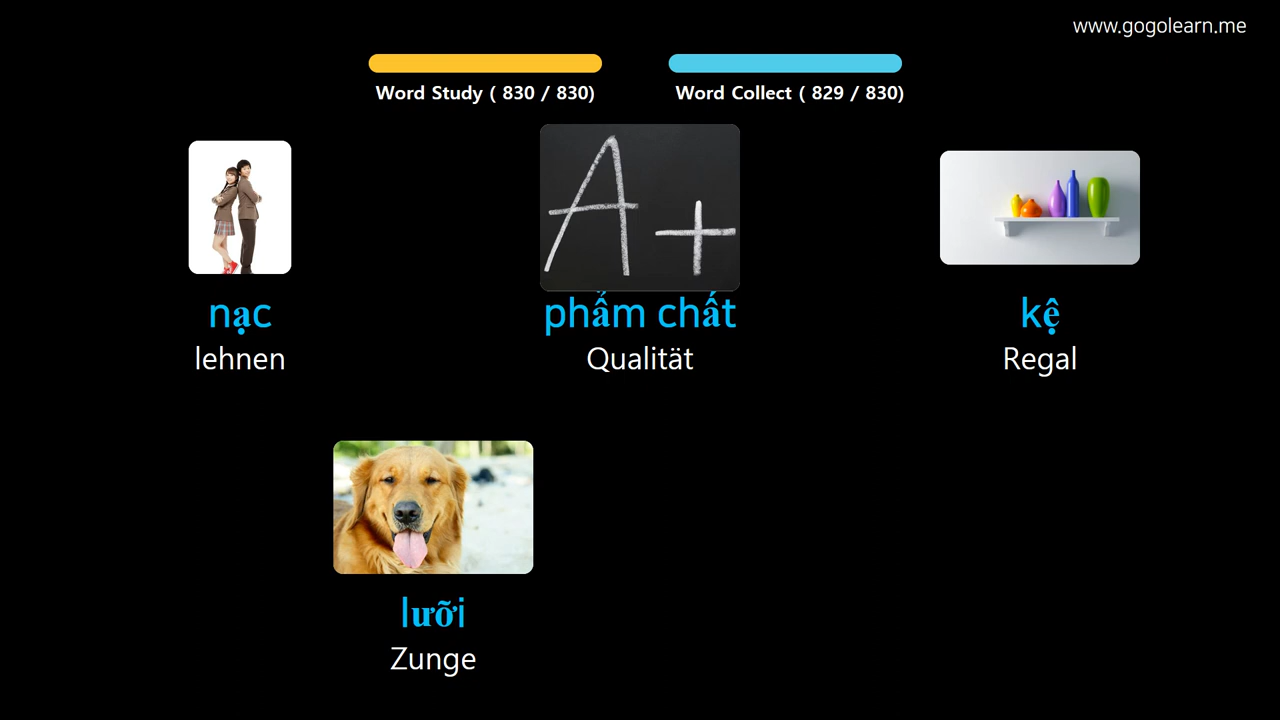 www.gogolearn.me
Word Study ( 830 / 830)
Word Collect ( 829 / 830)
A+
nạc
phẩm chất
kệ
lehnen
Qualität
Regal
lưỡi
Zunge